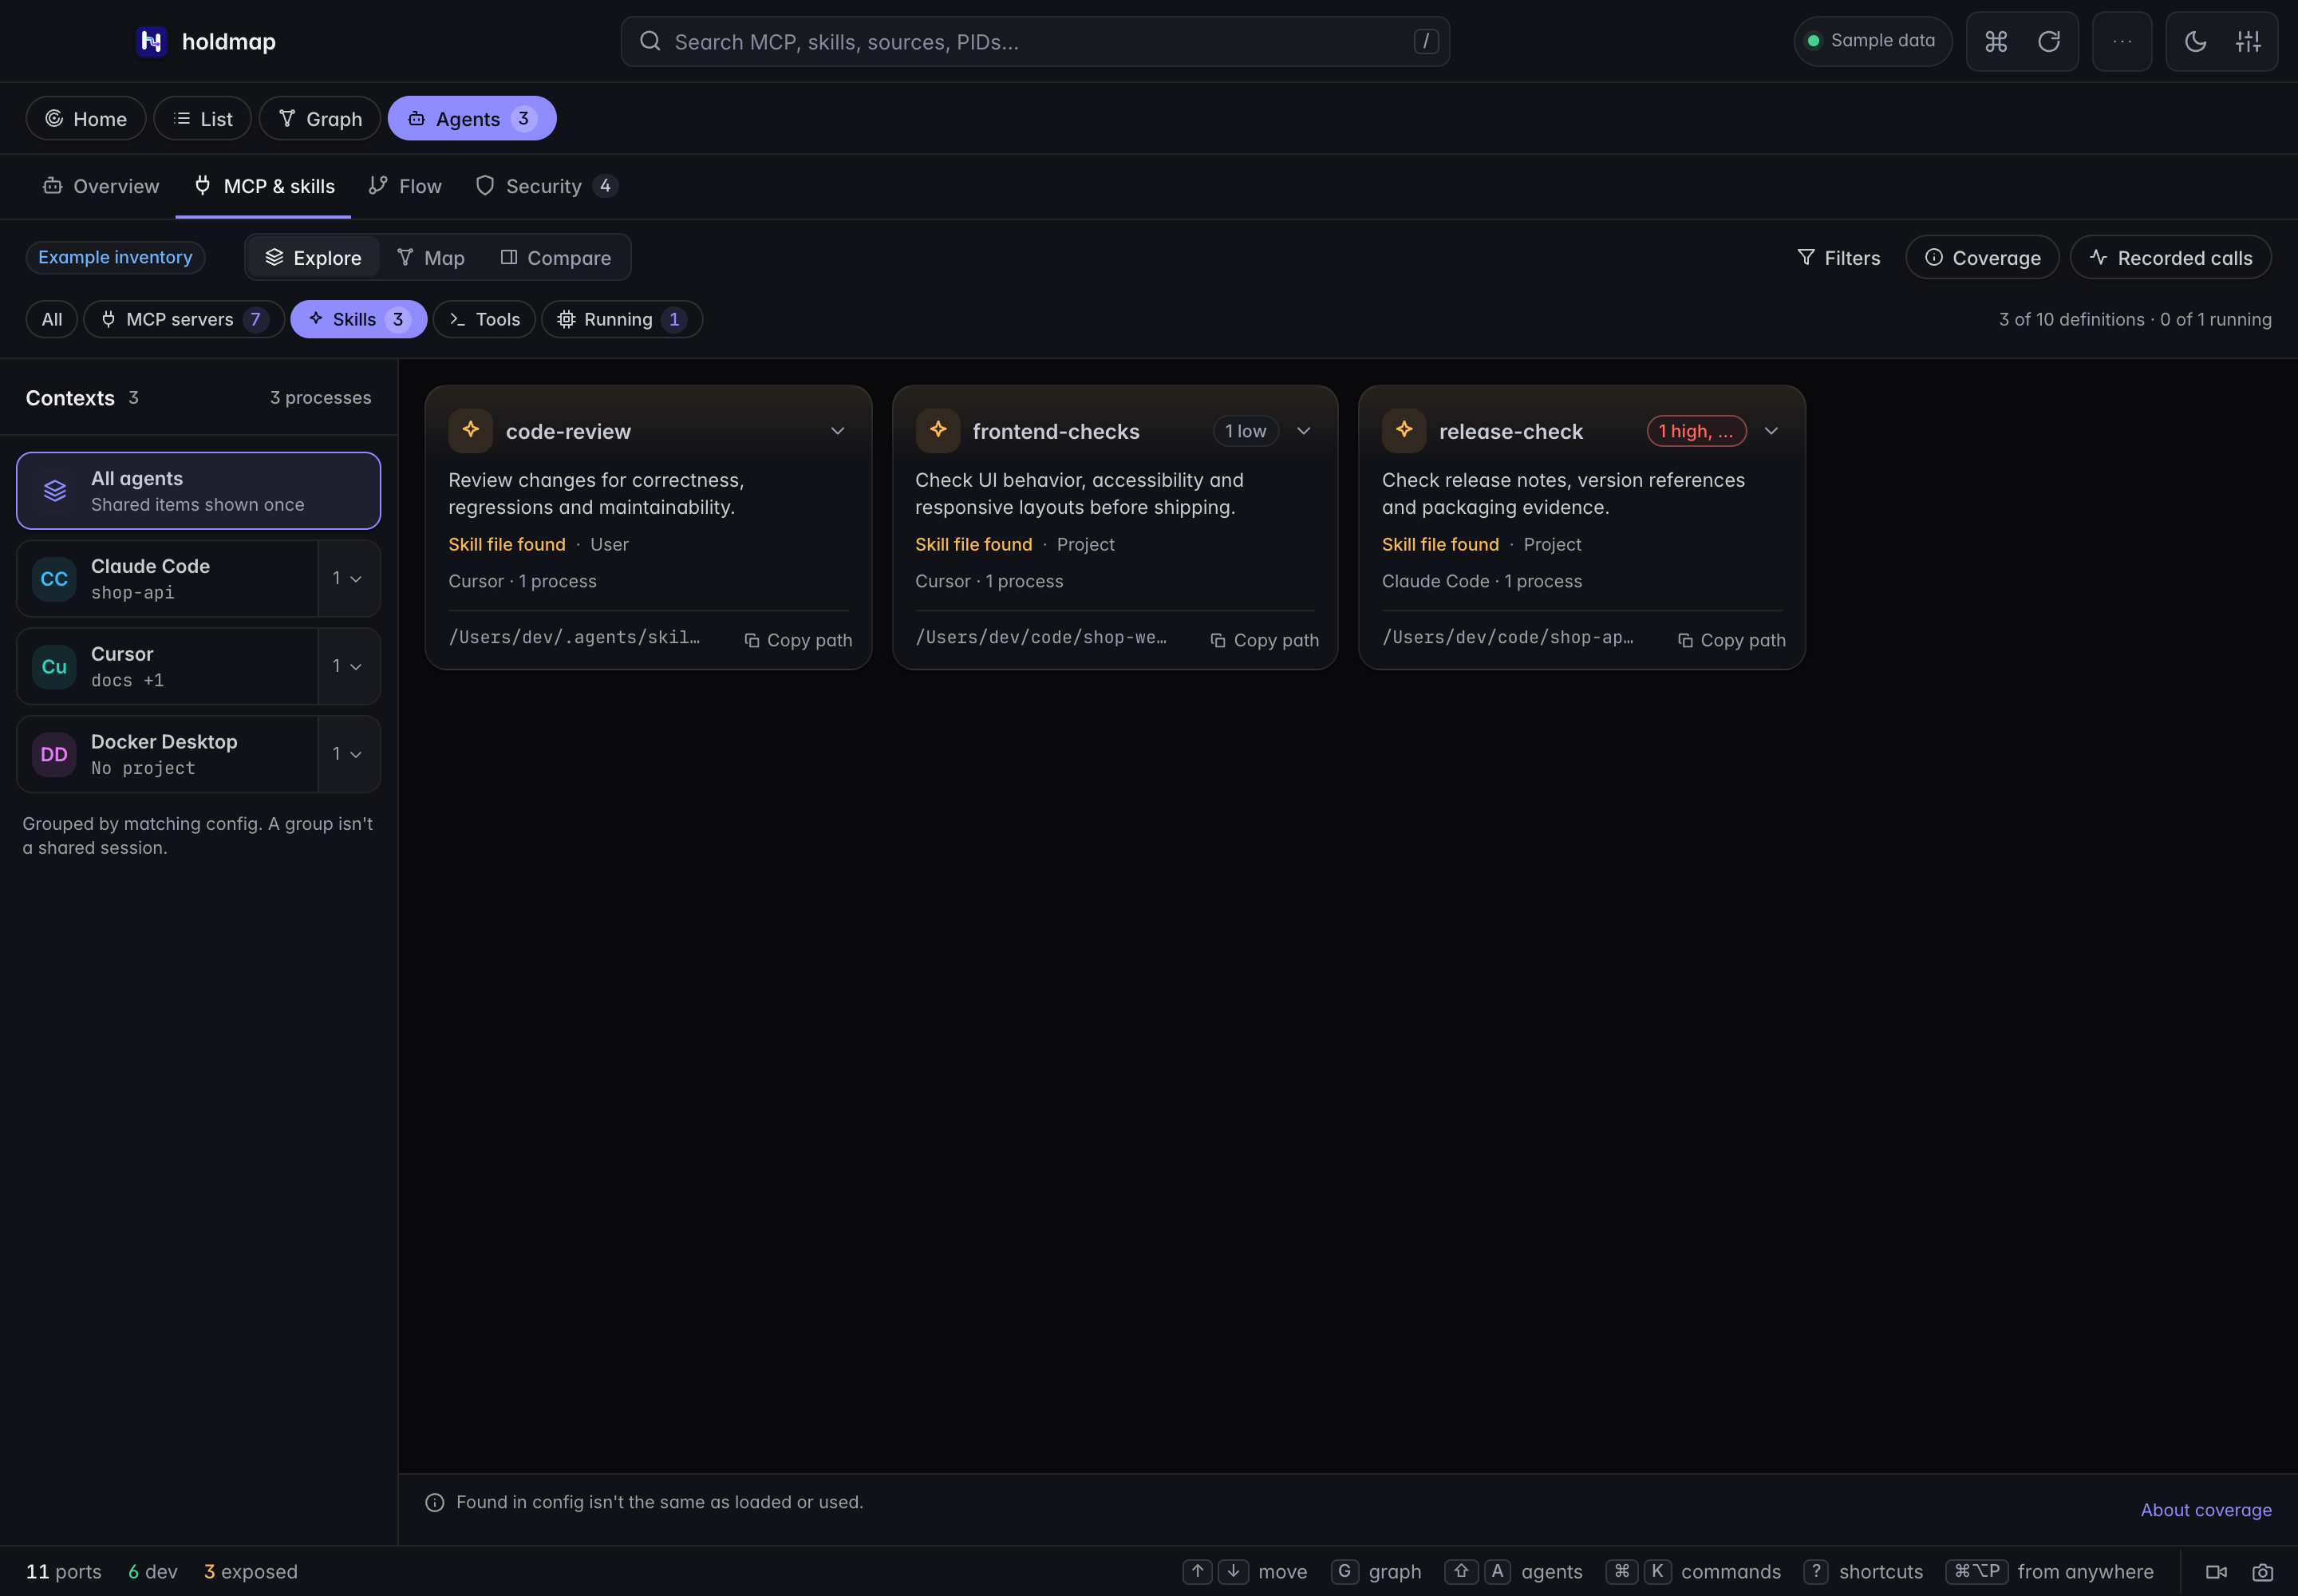 holdmap
Search MCP, skills, sources, PIDs...
/
Sample data
Home
List
Graph
Agents 3
Overview
MCP & skills
Flow
Security 4
Example inventory
Explore
Map
Compare
Filters
Coverage
Recorded calls
All
MCP servers 7
Skills 3
Tools
Running 1
3 of 10 definitions · 0 of 1 running
Contexts 3
3 processes
All agents
Shared items shown once
CC
Claude Code
shop-api
1
Cu
Cursor
docs +1
1
DD
Docker Desktop
No project
1
Grouped by matching config. A group isn't
a shared session.
code-review
Review changes for correctness,
regressions and maintainability.
Skill file found · User
Cursor · 1 process
/Users/dev/.agents/skil…
Copy path
frontend-checks
1 low
Check UI behavior, accessibility and
responsive layouts before shipping.
Skill file found · Project
Cursor · 1 process
/Users/dev/code/shop-we…
Copy path
release-check
1 high, ...
Check release notes, version references
and packaging evidence.
Skill file found · Project
Claude Code · 1 process
/Users/dev/code/shop-ap…
Copy path
Found in config isn't the same as loaded or used.
About coverage
11 ports 6 dev 3 exposed
↑ ↓ move G graph ⇧ A agents ⌘ K commands ? shortcuts ⌘⌥P from anywhere